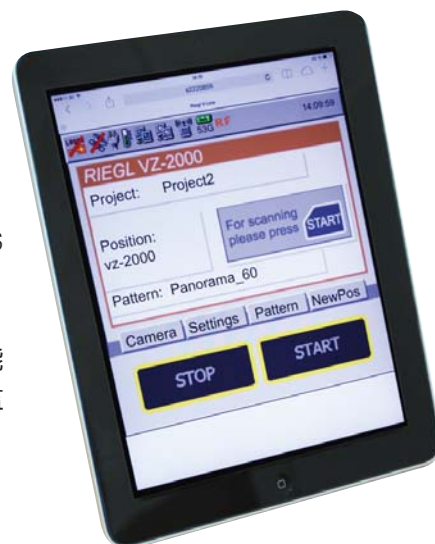 14:09:59
53G
RIEGL VZ-2000
Project: Project2
Position:
vz-2000
For scanning
please press
START
Pattern: Panorama_60
Camera
Settings
Pattern
NewPos
STOP
START